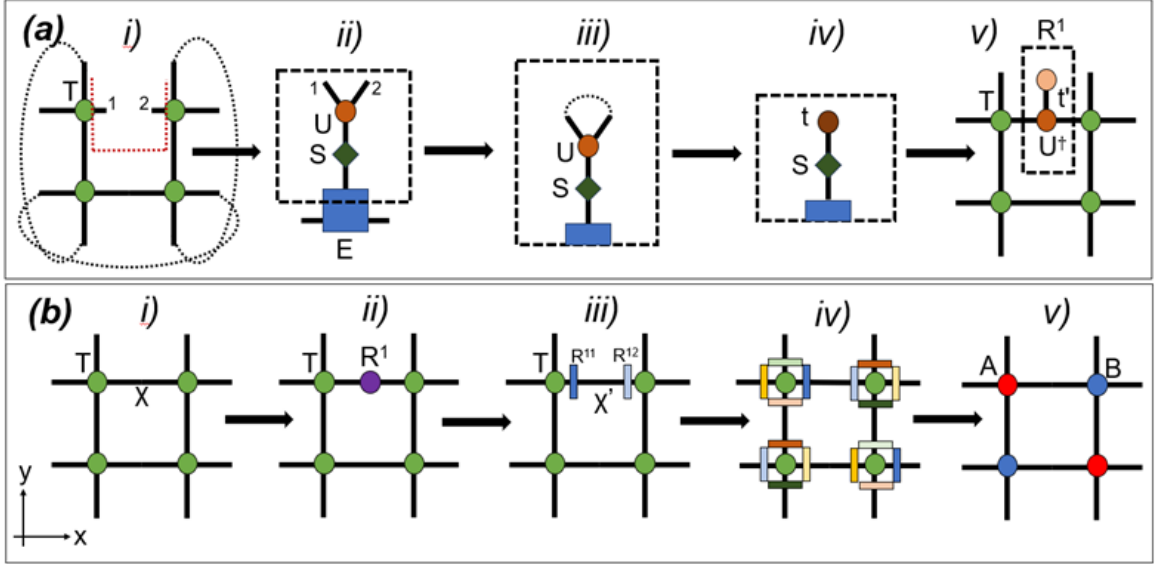 (a) i) ii) iii) iv) v)
T 1 2
1 2
U
S
E
U
S
t
S
R¹
T t'
U†
(b) i) ii) iii) iv) v)
T X
T R¹
T R¹¹ R¹² X'
A B
y
x